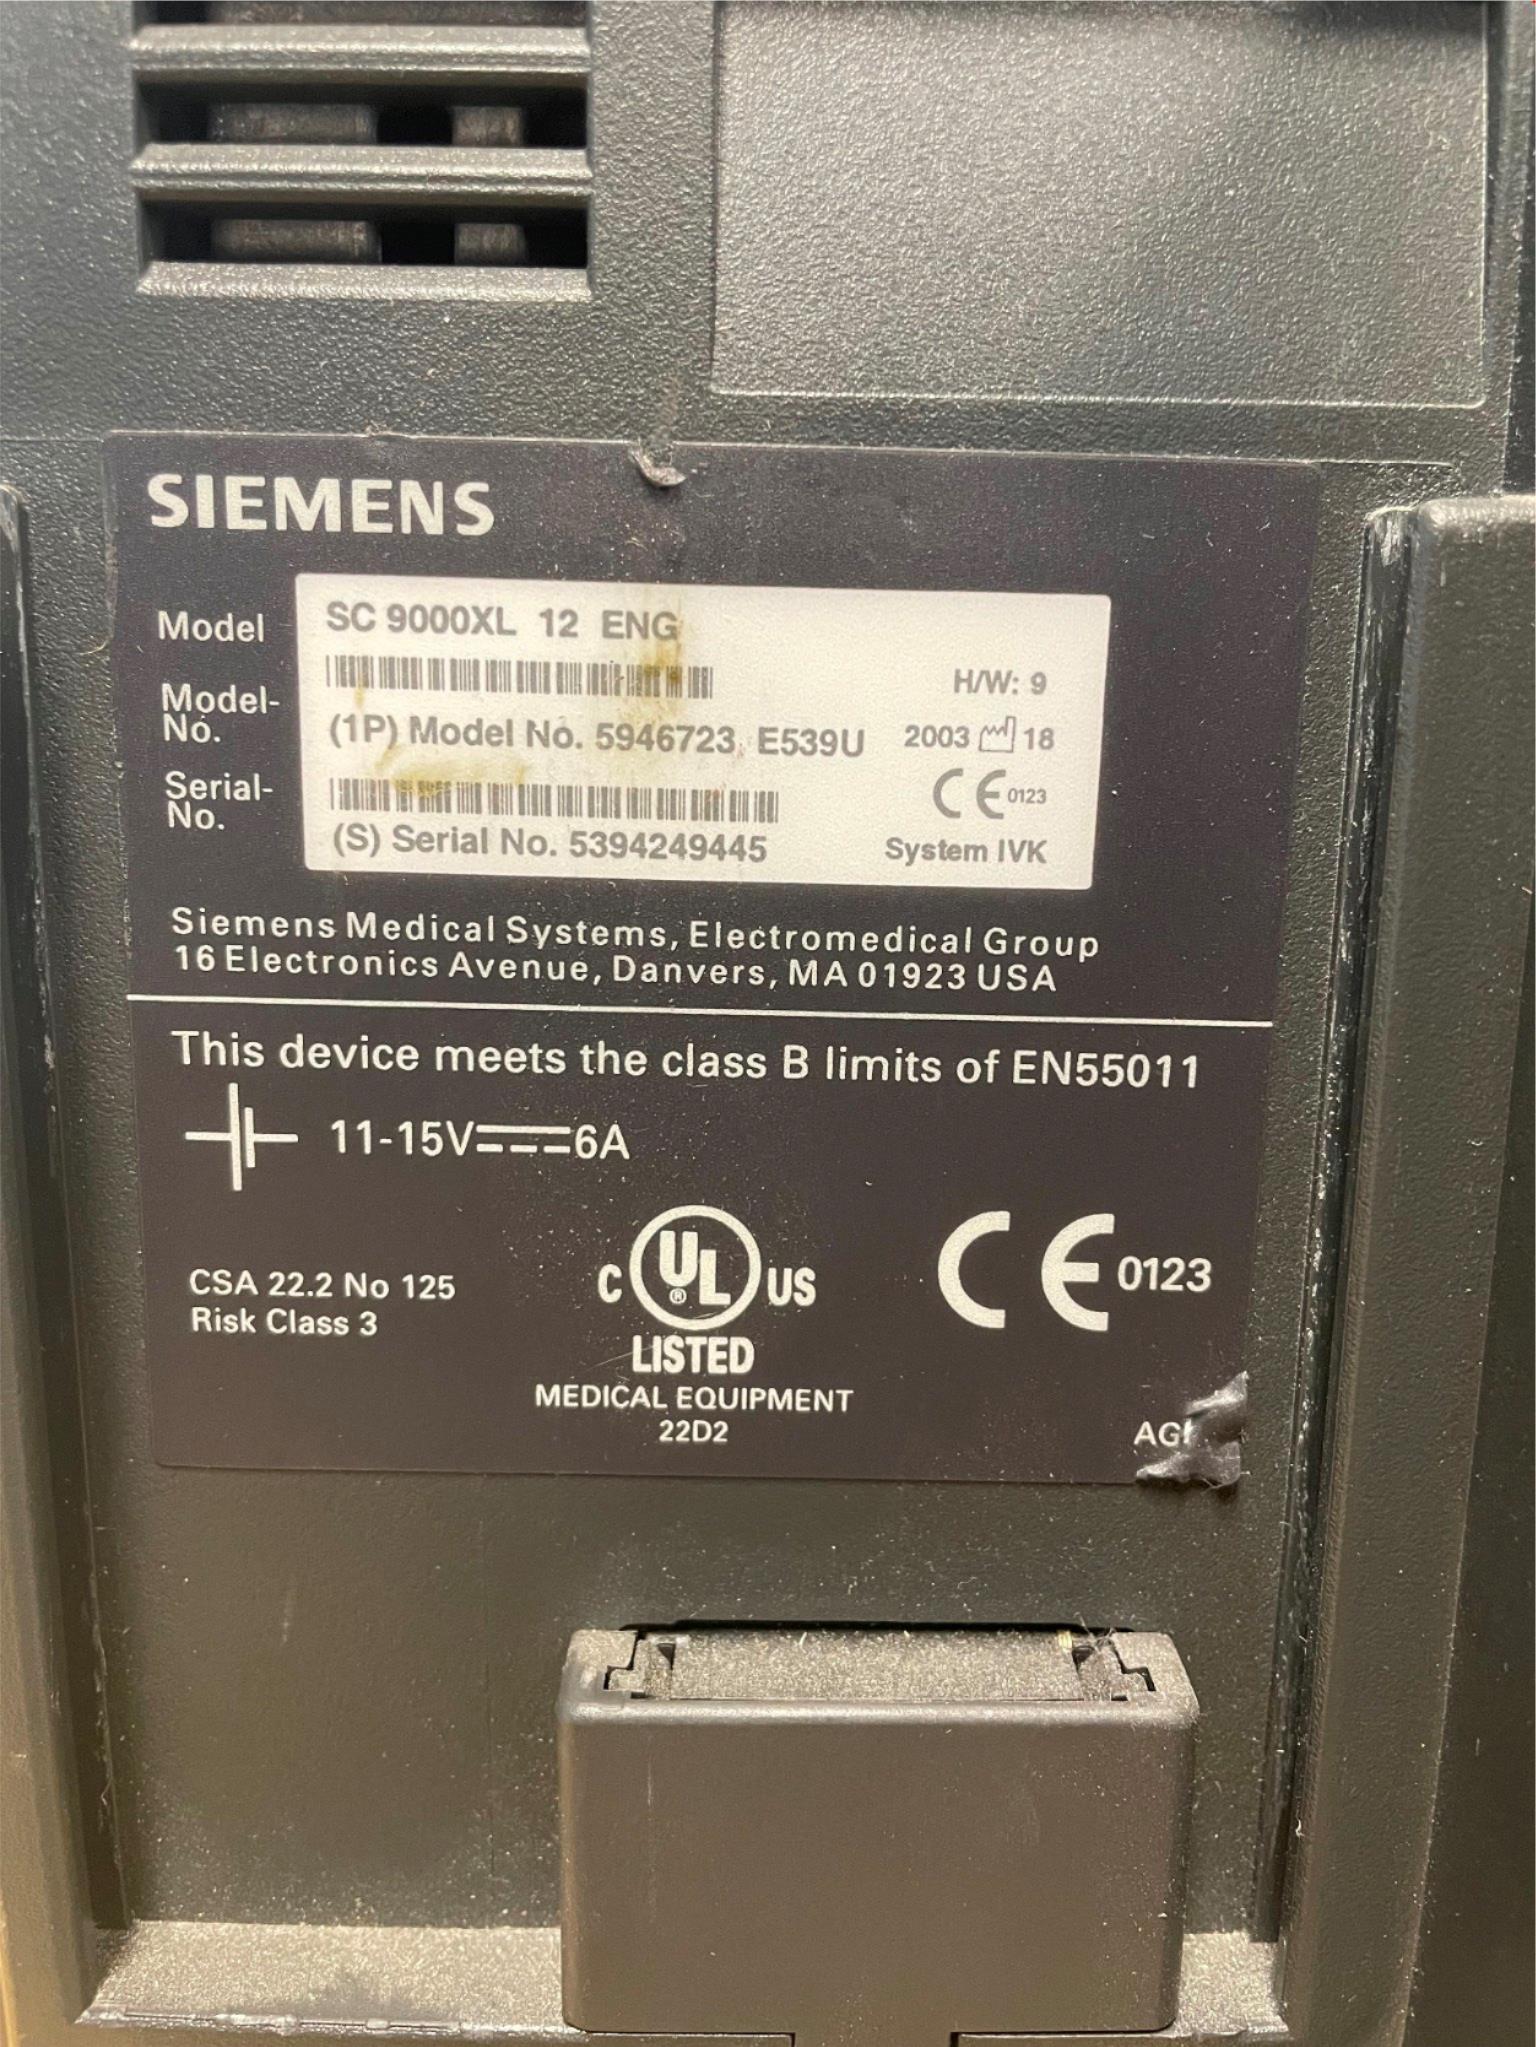 SIEMENS
Model SC 9000XL 12 ENG
H/W: 9
Model-
No. (1P) Model No. 5946723 E539U 2003 18
CE 0123
Serial-
No. (S) Serial No. 5394249445 System IVK
Siemens Medical Systems, Electromedical Group
16 Electronics Avenue, Danvers, MA 01923 USA
This device meets the class B limits of EN55011
11-15V 6A
CSA 22.2 No 125
Risk Class 3
C UL ® US
LISTED
MEDICAL EQUIPMENT
22D2
CE 0123